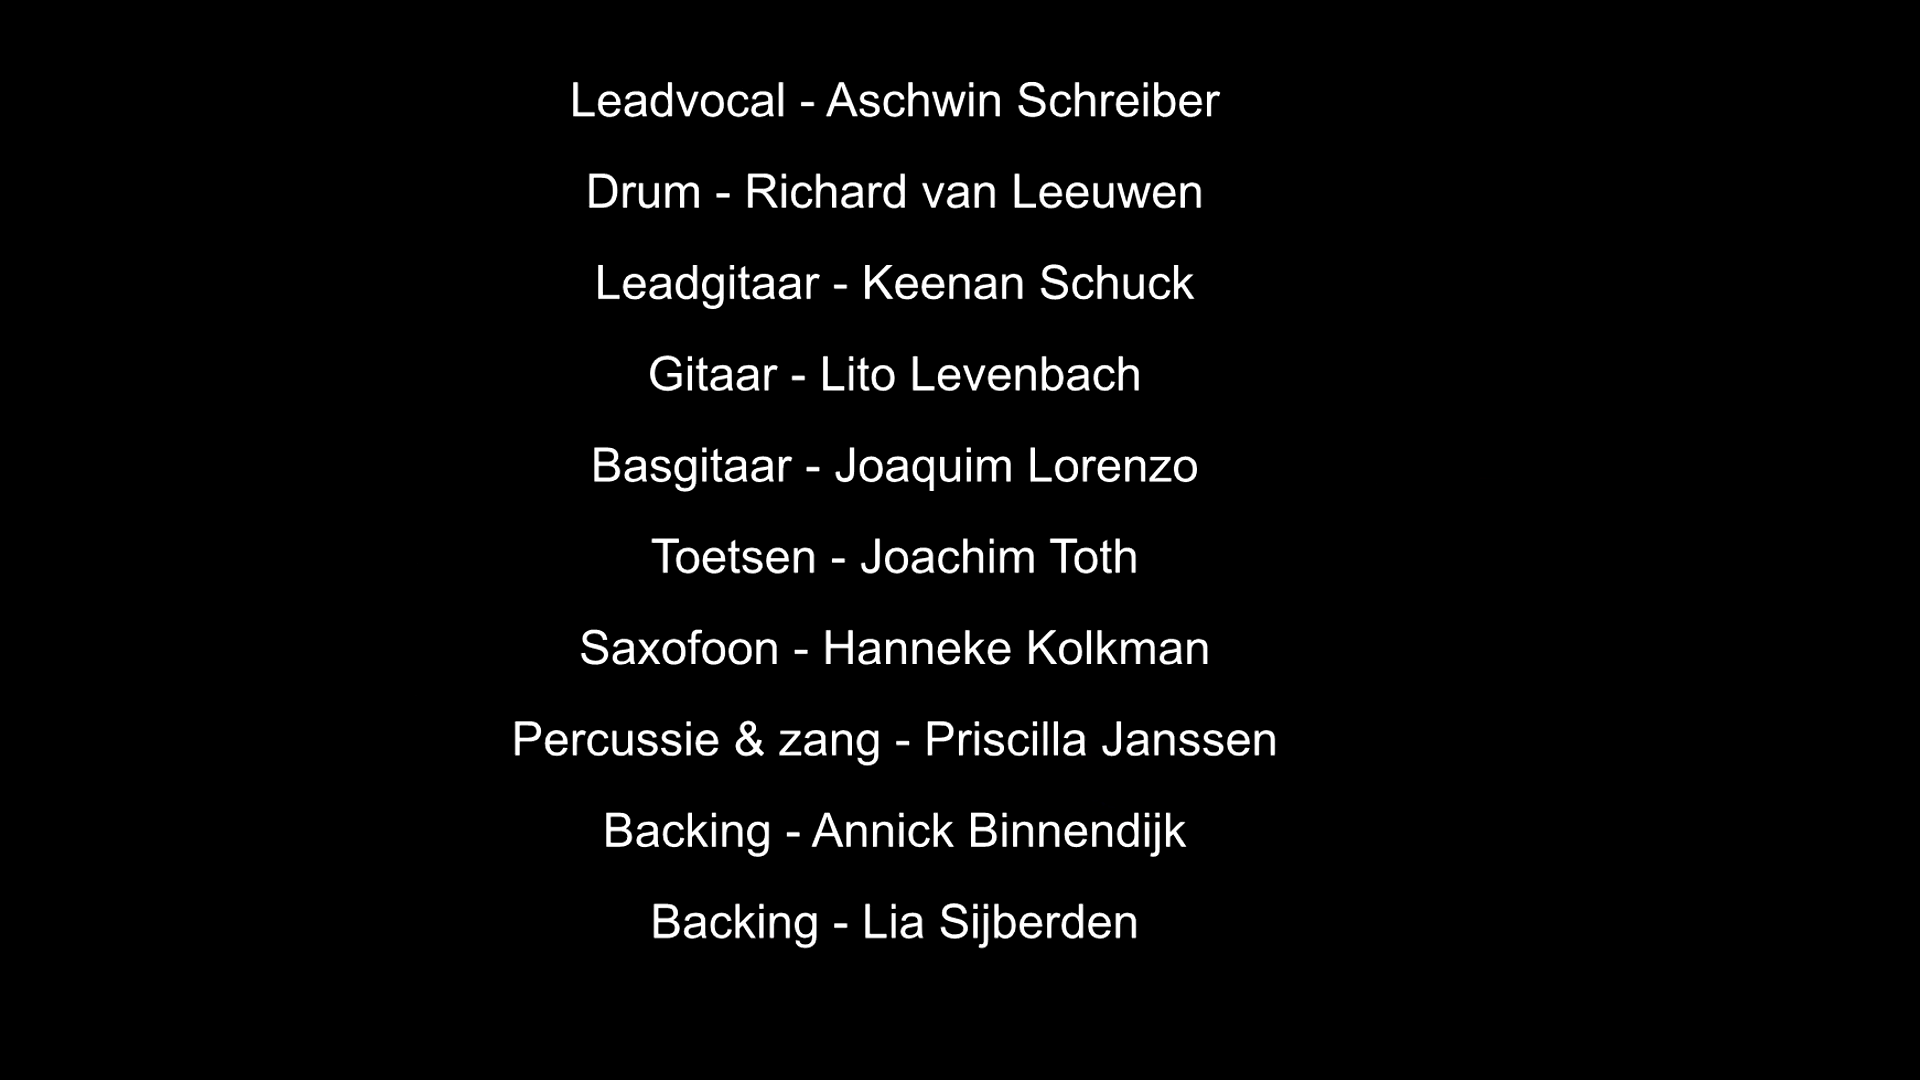 Leadvocal - Aschwin Schreiber
Drum - Richard van Leeuwen
Leadgitaar - Keenan Schuck
Gitaar - Lito Levenbach
Basgitaar - Joaquim Lorenzo
Toetsen - Joachim Toth
Saxofoon - Hanneke Kolkman
Percussie & zang - Priscilla Janssen
Backing - Annick Binnendijk
Backing - Lia Sijberden